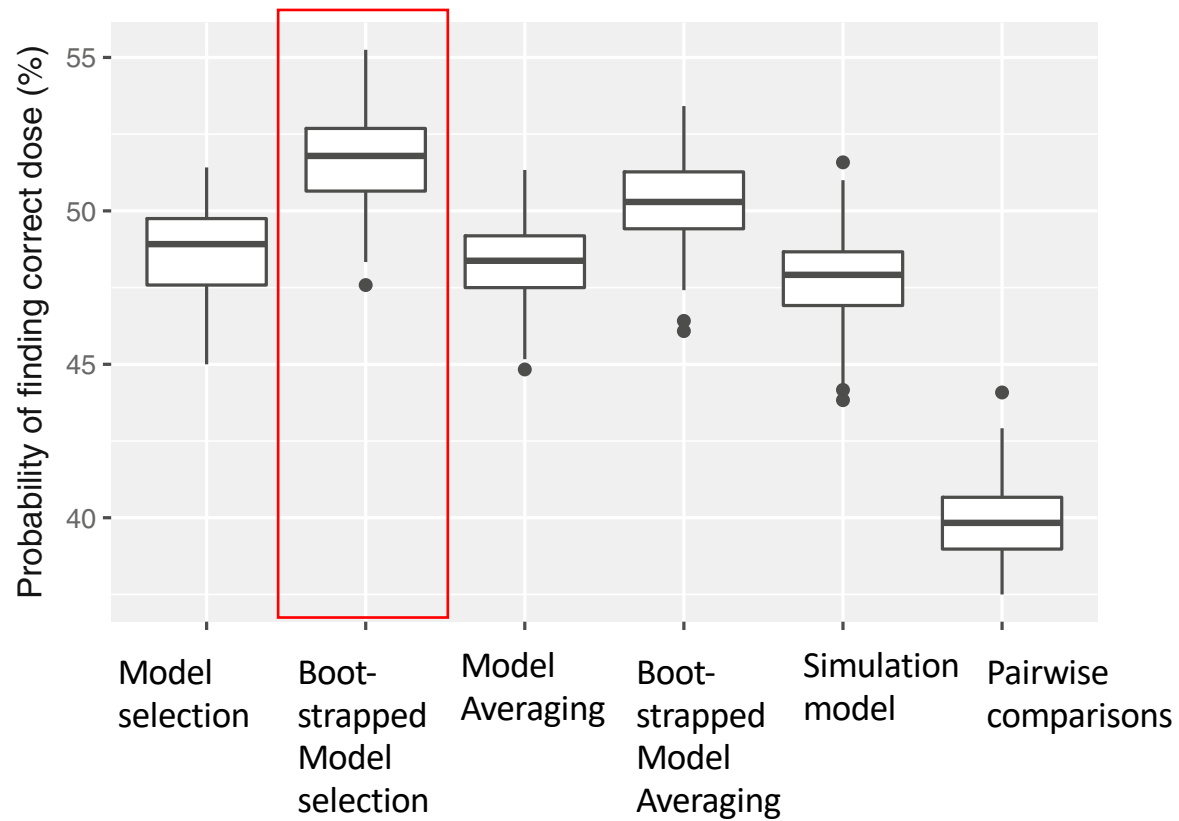 Probability of finding correct dose (%)
55
50
45
40
Model
selection
Boot-
strapped
Model
selection
Model
Averaging
Boot-
strapped
Model
Averaging
Simulation
model
Pairwise
comparisons